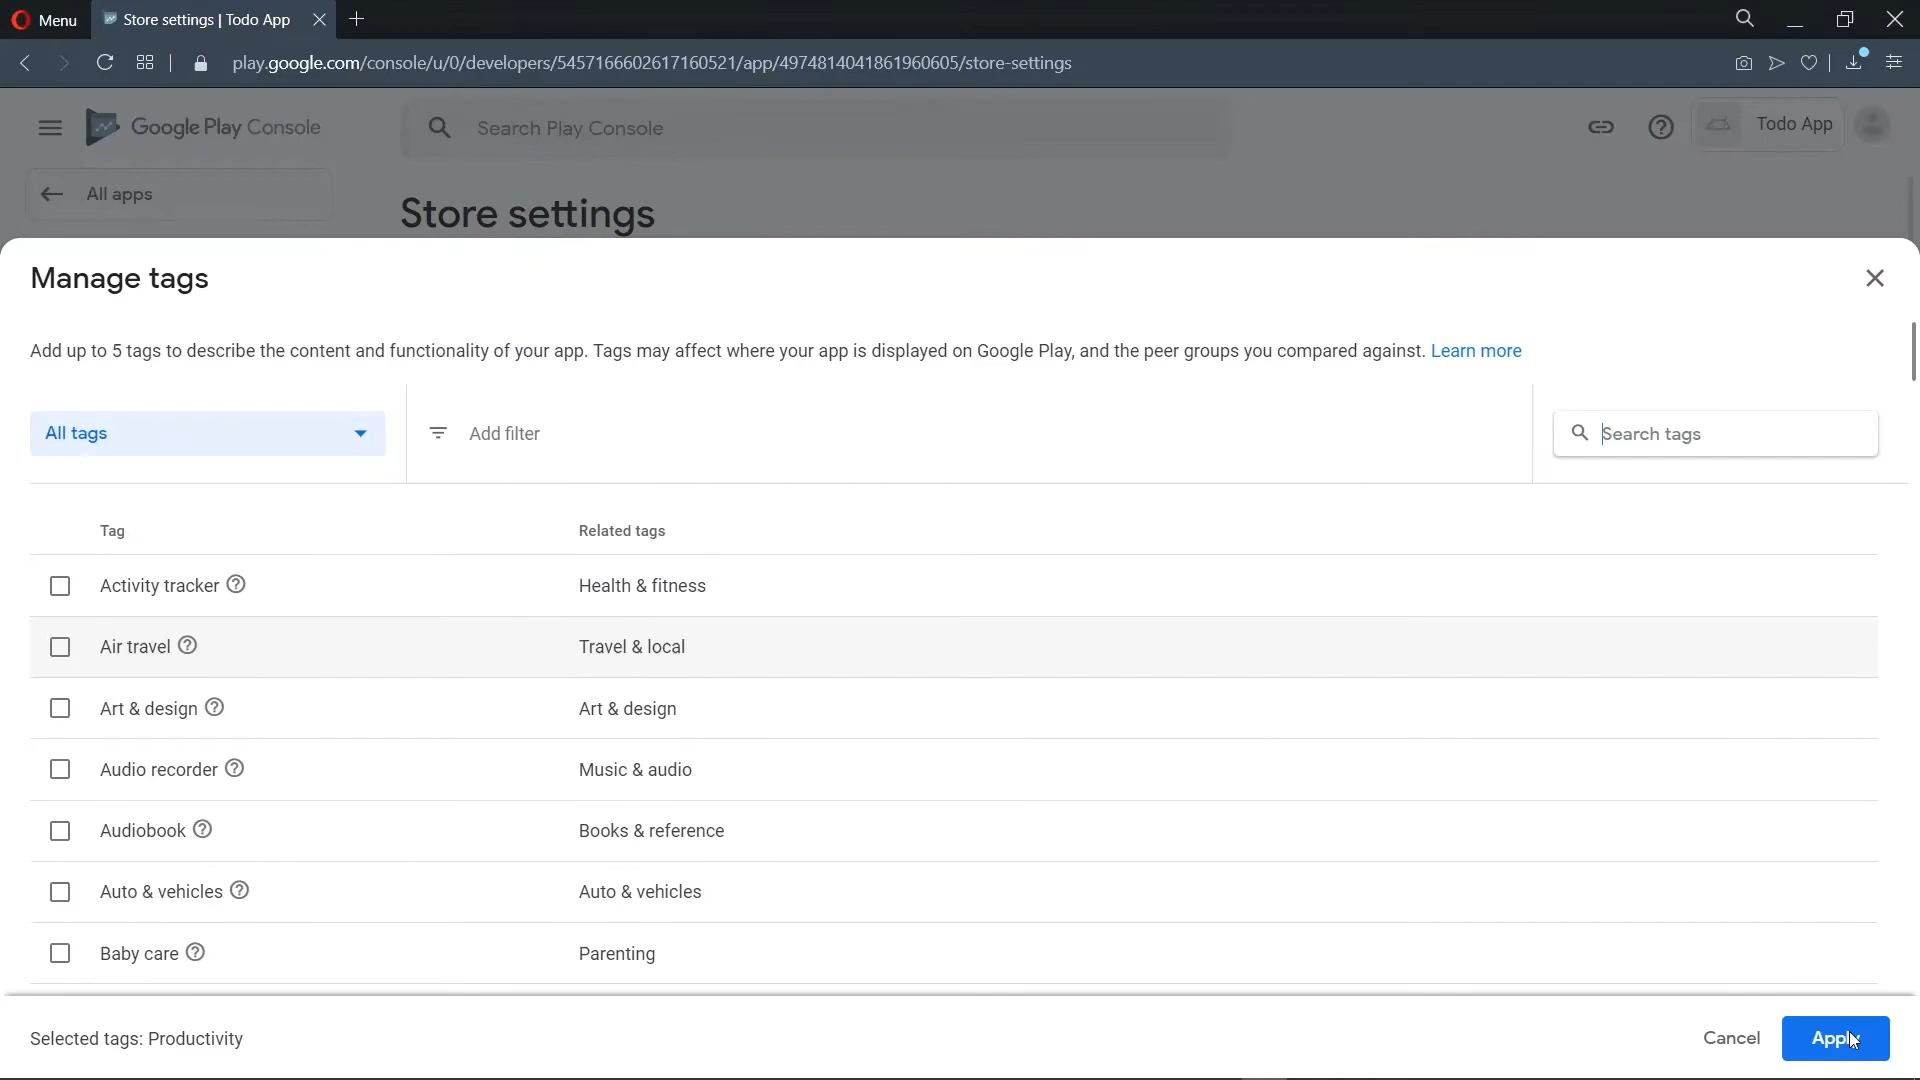 Menu
Store settings | Todo App
play.google.com/console/u/0/developers/5457166602617160521/app/4974814041861960605/store-settings
Google Play Console
Search Play Console
Todo App
All apps
Store settings
Manage tags
Add up to 5 tags to describe the content and functionality of your app. Tags may affect where your app is displayed on Google Play, and the peer groups you compared against. Learn more
All tags
Add filter
Search tags
Tag Related tags
Activity tracker Health & fitness
Air travel Travel & local
Art & design Art & design
Audio recorder Music & audio
Audiobook Books & reference
Auto & vehicles Auto & vehicles
Baby care Parenting
Selected tags: Productivity
Cancel
Apply